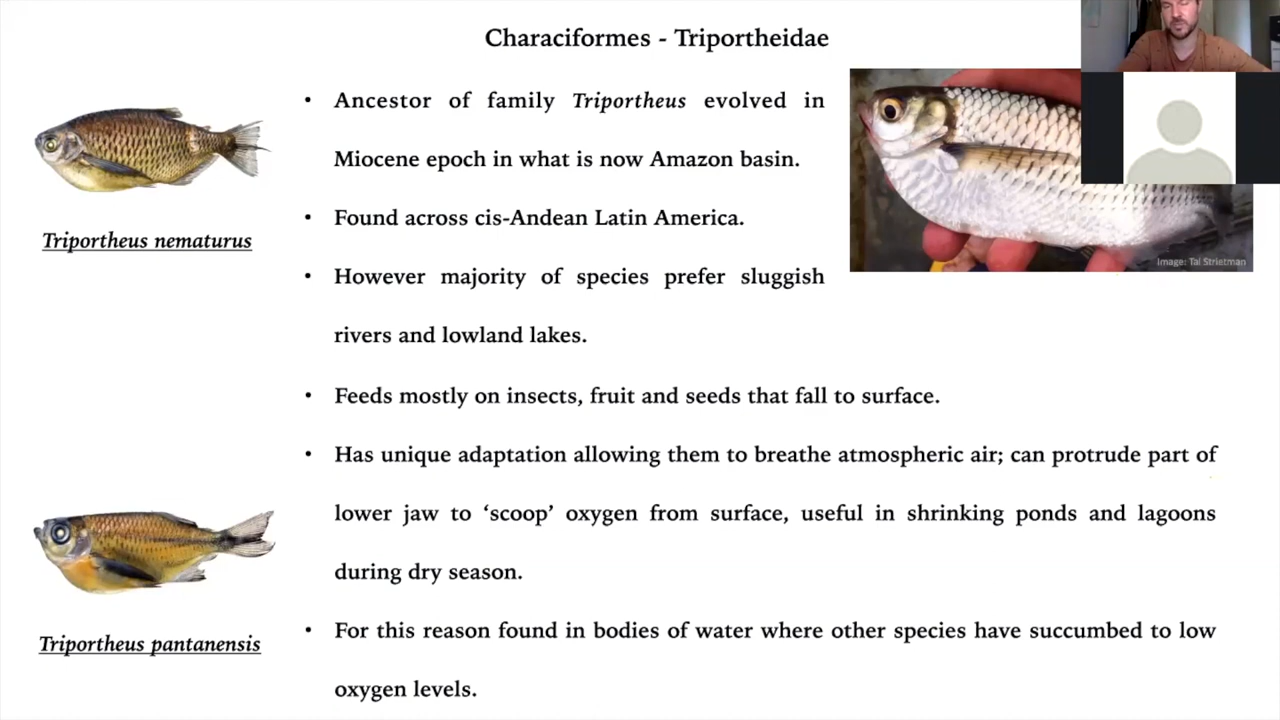 Characiformes - Triportheidae
• Ancestor of family Triportheus evolved in
Miocene epoch in what is now Amazon basin.
• Found across cis-Andean Latin America.
• However majority of species prefer sluggish
rivers and lowland lakes.
• Feeds mostly on insects, fruit and seeds that fall to surface.
• Has unique adaptation allowing them to breathe atmospheric air; can protrude part of
lower jaw to ‘scoop’ oxygen from surface, useful in shrinking ponds and lagoons
during dry season.
• For this reason found in bodies of water where other species have succumbed to low
oxygen levels.
Triportheus nematurus
Triportheus pantanensis
Image: Tal Strietman